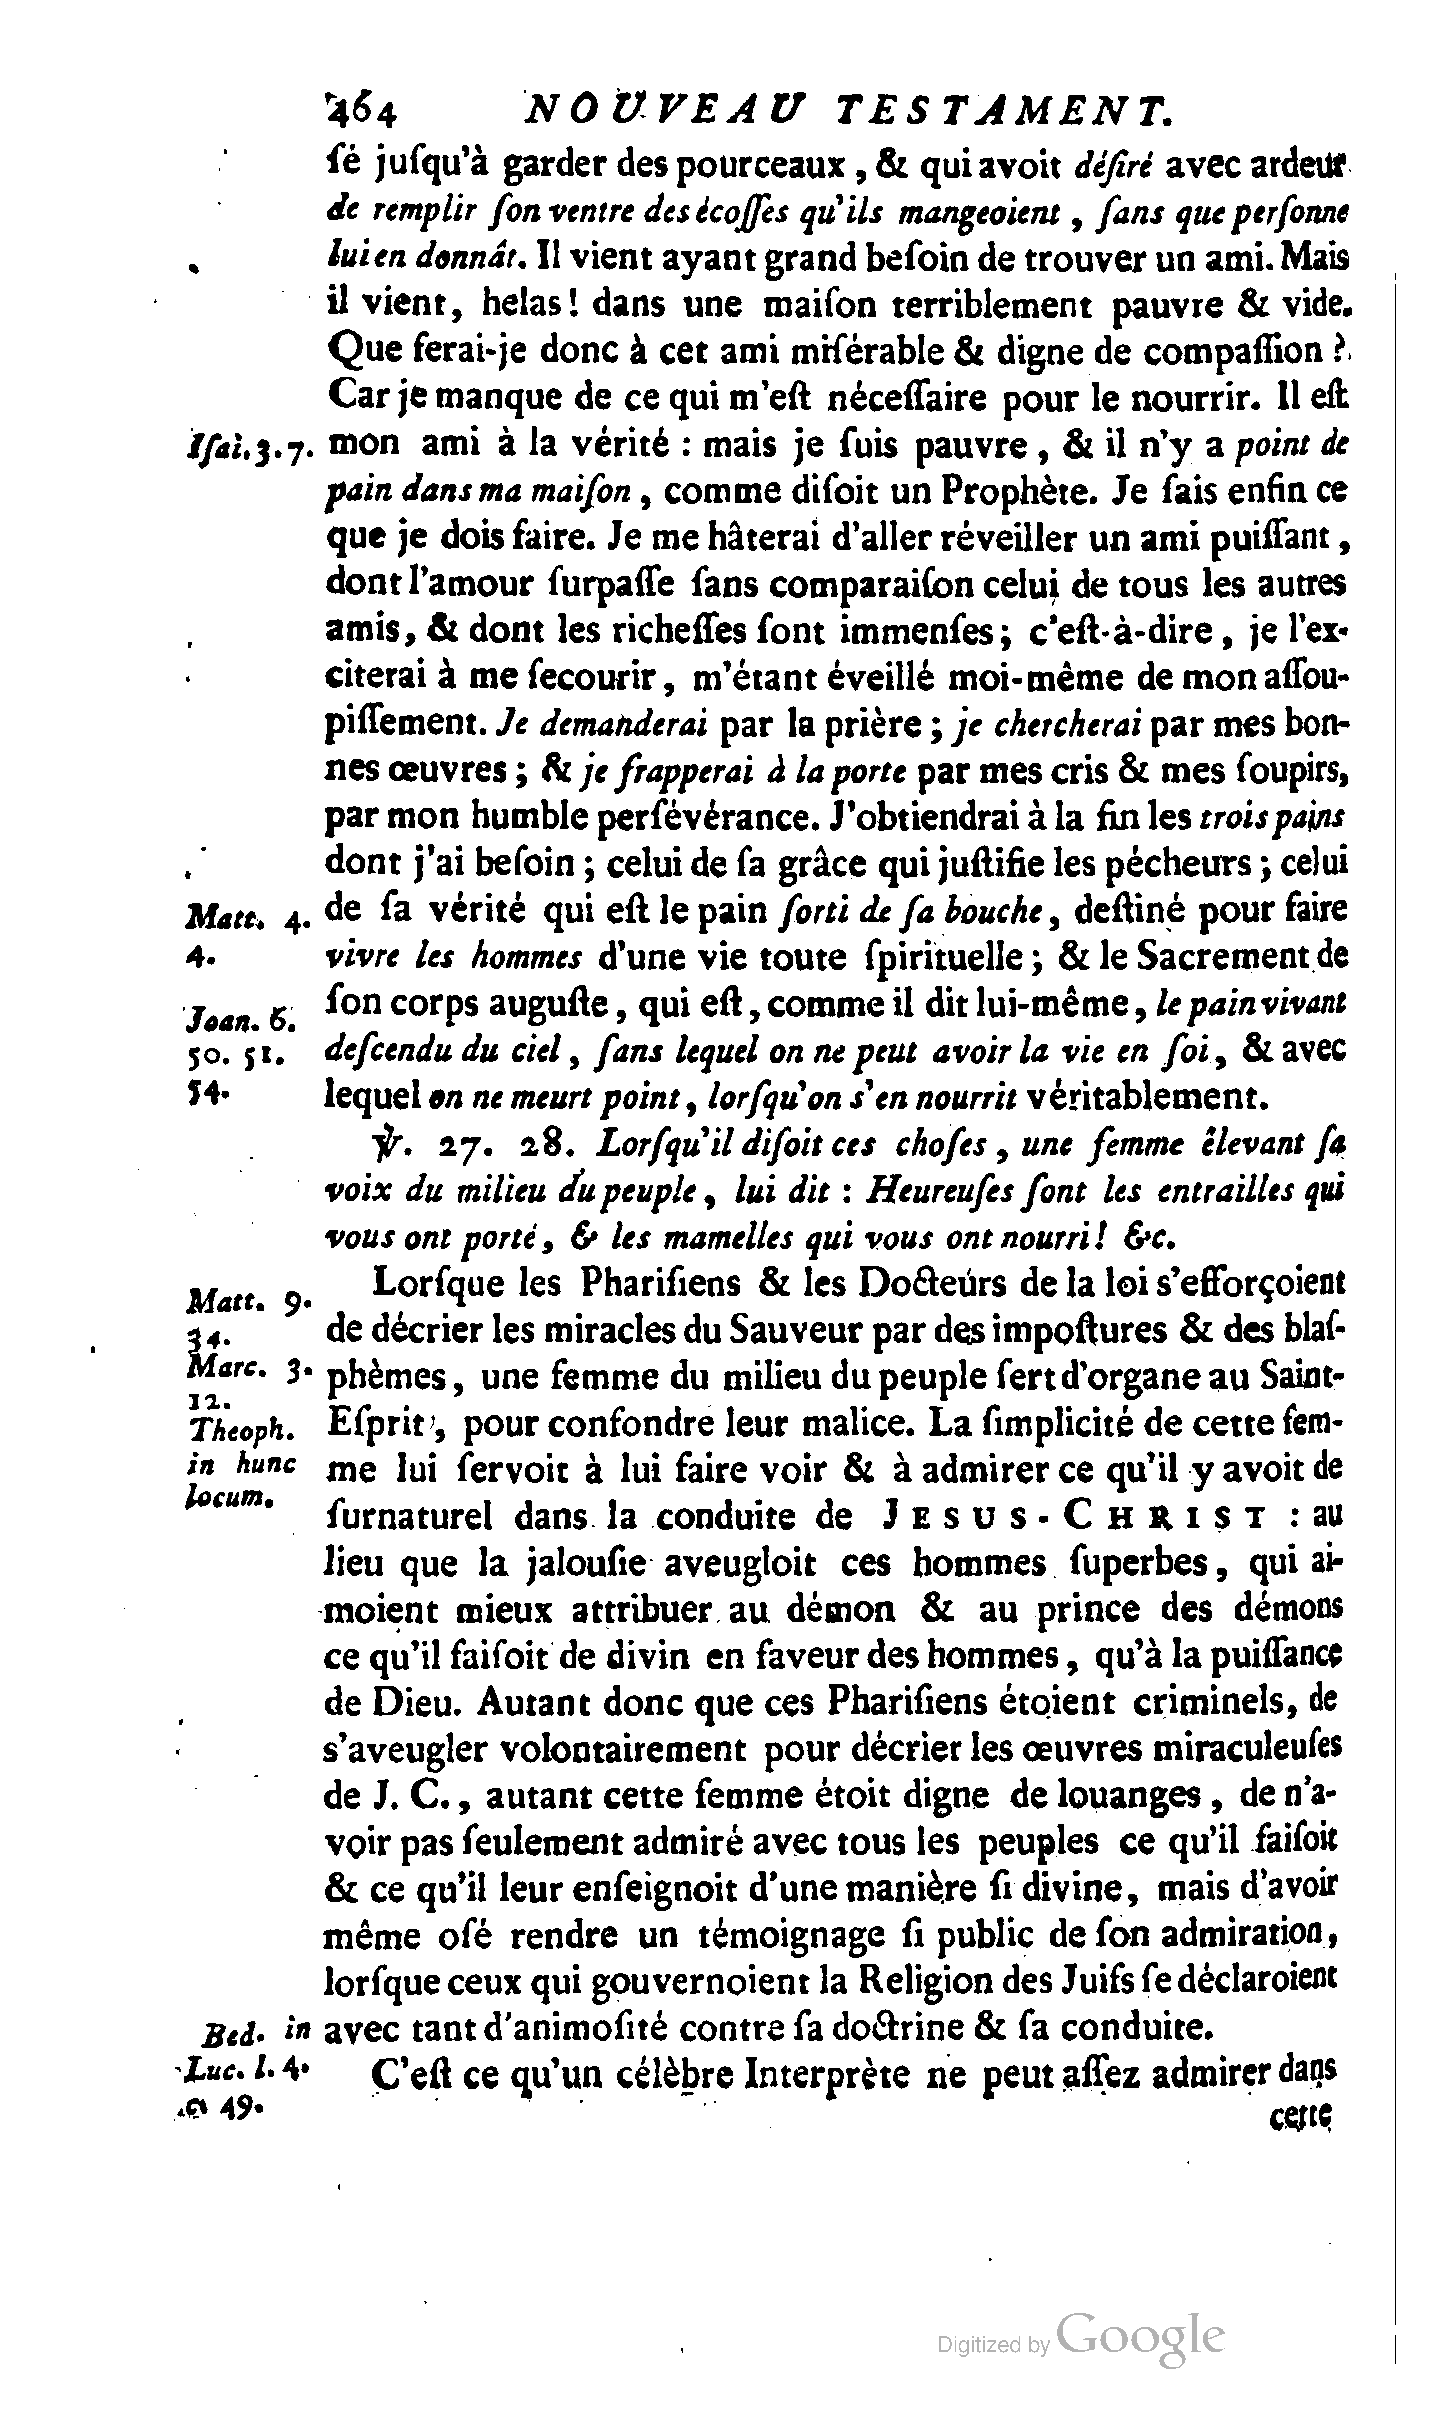 464 NOUVEAU TESTAMENT.
ſé juſqu'à garder des pourceaux, & qui avoit déſiré avec ardeur
de remplir ſon ventre des écoſſes qu'ils mangeoient, ſans que perſonne
lui en donnât. Il vient ayant grand beſoin de trouver un ami. Mais
il vient, helas! dans une maiſon terriblement pauvre & vide.
Que ferai-je donc à cet ami miſérable & digne de compaſſion ?
Car je manque de ce qui m'eſt néceſſaire pour le nourrir. Il eſt
Iſai. 3. 7. mon ami à la vérité : mais je ſuis pauvre, & il n'y a point de
pain dans ma maiſon, comme diſoit un Prophète. Je ſais enfin ce
que je dois faire. Je me hâterai d'aller réveiller un ami puiſſant,
dont l'amour ſurpaſſe ſans comparaiſon celui de tous les autres
amis, & dont les richeſſes ſont immenſes; c'eſt-à-dire, je l'ex-
citerai à me ſecourir, m'étant éveillé moi-même de mon aſſou-
piſſement. Je demanderai par la prière ; je chercherai par mes bon-
nes œuvres ; & je frapperai à la porte par mes cris & mes ſoupirs,
par mon humble perſévérance. J'obtiendrai à la fin les trois pains
dont j'ai beſoin ; celui de ſa grâce qui juſtifie les pécheurs ; celui
Matt. 4. de ſa vérité qui eſt le pain ſorti de ſa bouche, deſtiné pour faire
4. vivre les hommes d'une vie toute ſpirituelle ; & le Sacrement de
Joan. 6. ſon corps auguſte, qui eſt, comme il dit lui-même, le pain vivant
50. 51. deſcendu du ciel, ſans lequel on ne peut avoir la vie en ſoi, & avec
54. lequel on ne meurt point, lorſqu'on s'en nourrit véritablement.
℣. 27. 28. Lorſqu'il diſoit ces choſes, une femme élevant ſa
voix du milieu du peuple, lui dit : Heureuſes ſont les entrailles qui
vous ont porté, & les mamelles qui vous ont nourri! &c.
Matt. 9. Lorſque les Phariſiens & les Docteurs de la loi s'efforçoient
34. de décrier les miracles du Sauveur par des impoſtures & des blaſ-
Marc. 3. phèmes, une femme du milieu du peuple ſert d'organe au Saint-
12.
Theoph. Eſprit, pour confondre leur malice. La ſimplicité de cette fem-
in hunc me lui ſervoit à lui faire voir & à admirer ce qu'il y avoit de
locum. ſurnaturel dans la conduite de JESUS-CHRIST : au
lieu que la jalouſie aveugloit ces hommes ſuperbes, qui ai-
moient mieux attribuer au démon & au prince des démons
ce qu'il faiſoit de divin en faveur des hommes, qu'à la puiſſance
de Dieu. Autant donc que ces Phariſiens étoient criminels, de
s'aveugler volontairement pour décrier les œuvres miraculeuſes
de J. C., autant cette femme étoit digne de louanges, de n'a-
voir pas ſeulement admiré avec tous les peuples ce qu'il faiſoit
& ce qu'il leur enſeignoit d'une manière ſi divine, mais d'avoir
même oſé rendre un témoignage ſi public de ſon admiration,
lorſque ceux qui gouvernoient la Religion des Juifs ſe déclaroient
Bed. in avec tant d'animoſité contre ſa doctrine & ſa conduite.
Luc. l. 4. C'eſt ce qu'un célèbre Interprète ne peut aſſez admirer dans
c. 49. cette
Digitized by Google